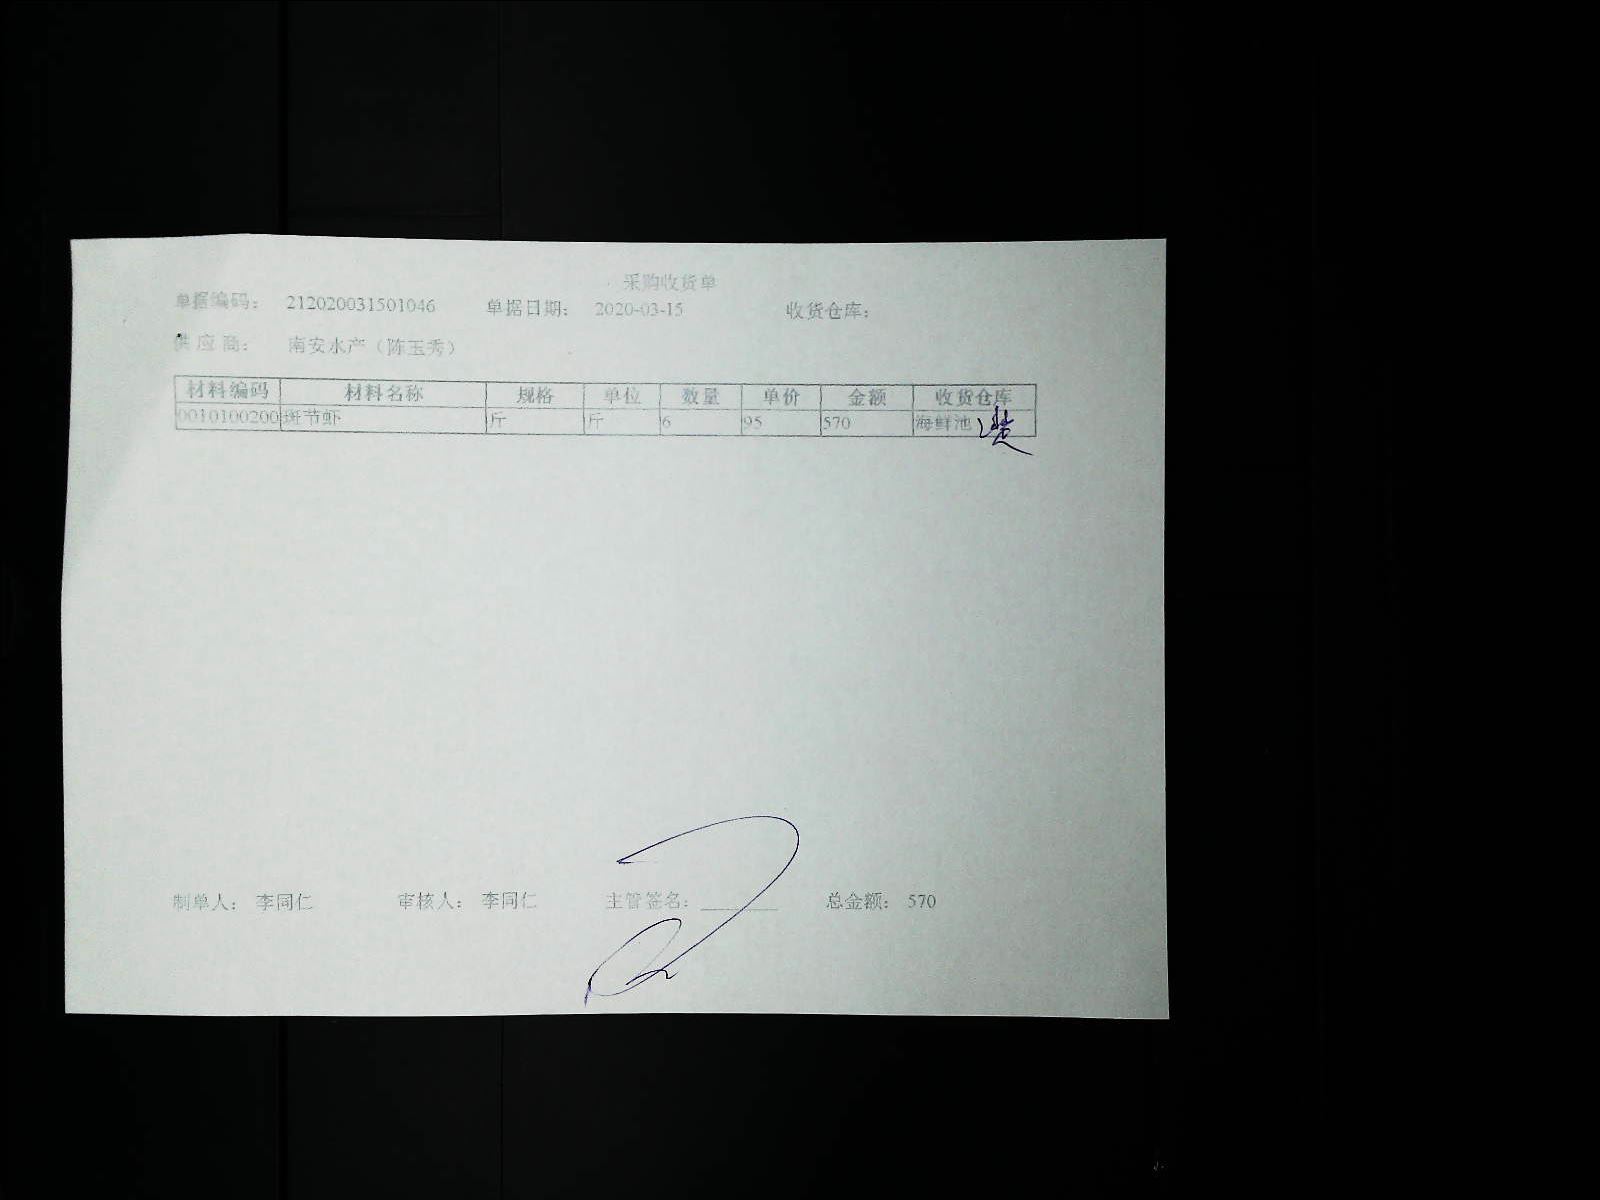 采购收货单
单据编码： 212020031501046 单据日期： 2020-03-15 收货仓库：
供应商： 南安水产（陈玉秀）
材料编码 材料名称 规格 单位 数量 单价 金额 收货仓库
0010100200 斑节虾 斤 斤 6 95 570 海鲜池
制单人： 李同仁 审核人： 李同仁 主管签名： 总金额： 570